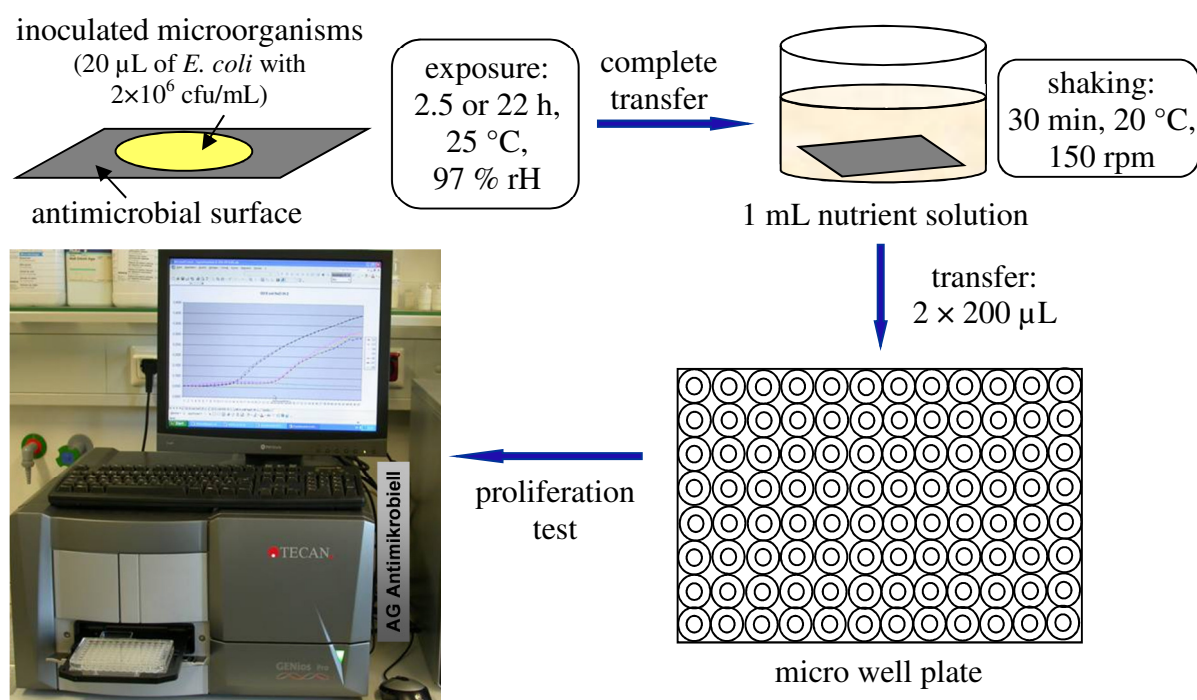 inoculated microorganisms
(20 µL of E. coli with
2×10⁶ cfu/mL)
antimicrobial surface
exposure:
2.5 or 22 h,
25 °C,
97 % rH
complete
transfer
shaking:
30 min, 20 °C,
150 rpm
1 mL nutrient solution
transfer:
2 × 200 µL
micro well plate
proliferation
test
AG Antimikrobiell
TECAN
GENios Pro